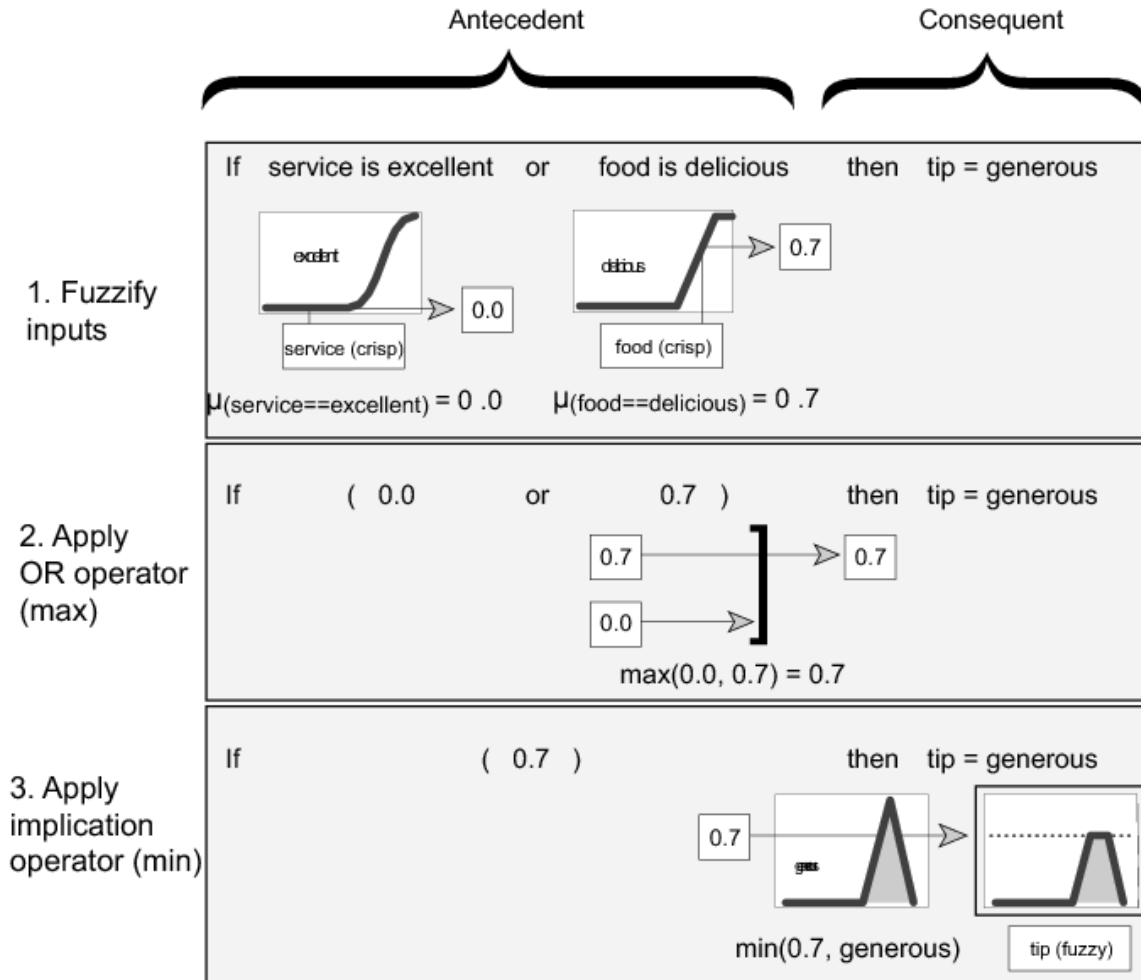 Antecedent
Consequent
If service is excellent or food is delicious then tip = generous
excellent
delicious
0.7
0.0
1. Fuzzify
inputs
service (crisp)
food (crisp)
μ(service==excellent) = 0 .0
μ(food==delicious) = 0 .7
If ( 0.0 or 0.7 ) then tip = generous
2. Apply
OR operator
(max)
0.7
0.7
0.0
max(0.0, 0.7) = 0.7
If ( 0.7 ) then tip = generous
3. Apply
implication
operator (min)
0.7
min(0.7, generous)
tip (fuzzy)